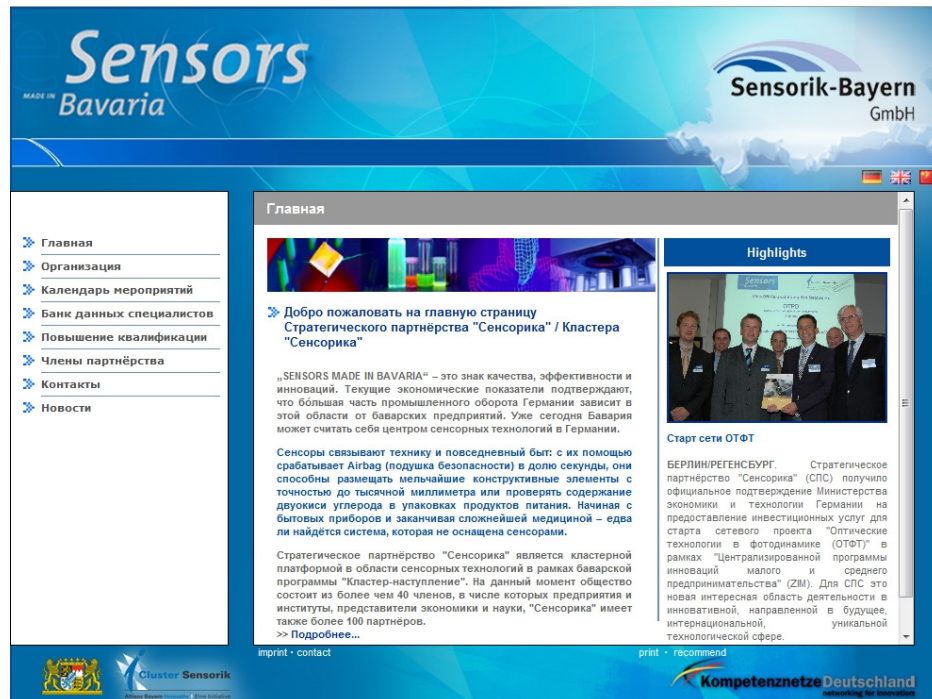 Sensors
MADE IN
Bavaria
Sensorik-Bayern
GmbH
Главная
Организация
Календарь мероприятий
Банк данных специалистов
Повышение квалификации
Члены партнёрства
Контакты
Новости
Главная
Добро пожаловать на главную страницу
Стратегического партнёрства "Сенсорика" / Кластера
"Сенсорика"
„SENSORS MADE IN BAVARIA“ – это знак качества, эффективности и
инноваций. Текущие экономические показатели подтверждают,
что бóльшая часть промышленного оборота Германии зависит в
этой области от баварских предприятий. Уже сегодня Бавария
может считать себя центром сенсорных технологий в Германии.
Сенсоры связывают технику и повседневный быт: с их помощью
срабатывает Airbag (подушка безопасности) в долю секунды, они
способны размещать мельчайшие конструктивные элементы с
точностью до тысячной миллиметра или проверять содержание
двуокиси углерода в упаковках продуктов питания. Начиная с
бытовых приборов и заканчивая сложнейшей медициной – едва
ли найдётся система, которая не оснащена сенсорами.
Стратегическое партнёрство "Сенсорика" является кластерной
платформой в области сенсорных технологий в рамках баварской
программы "Кластер-наступление". На данный момент общество
состоит из более чем 40 членов, в числе которых предприятия и
институты, представители экономики и науки, "Сенсорика" имеет
также более 100 партнёров.
>> Подробнее...
Highlights
Sensors
Старт сети ОТФТ
БЕРЛИН/РЕГЕНСБУРГ. Стратегическое
партнёрство "Сенсорика" (СПС) получило
официальное подтверждение Министерства
экономики и технологии Германии на
предоставление инвестиционных услуг для
старта сетевого проекта "Оптические
технологии в фотодинамике (ОТФТ)" в
рамках "Централизированной программы
инноваций малого и среднего
предпринимательства" (ZIM). Для СПС это
новая интересная область деятельности в
инновативной, направленной в будущее,
интернациональной, уникальной
технологической сфере.
imprint · contact
print · recommend
Cluster Sensorik
Allianz Bayern Innovativ
Eine Initiative
Kompetenznetze Deutschland
networking for innovation